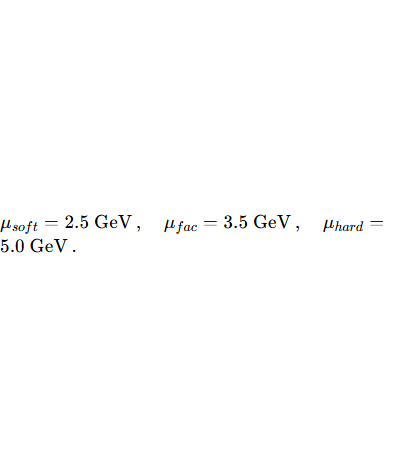 μ_soft = 2.5 GeV , μ_fac = 3.5 GeV , μ_hard =
5.0 GeV .